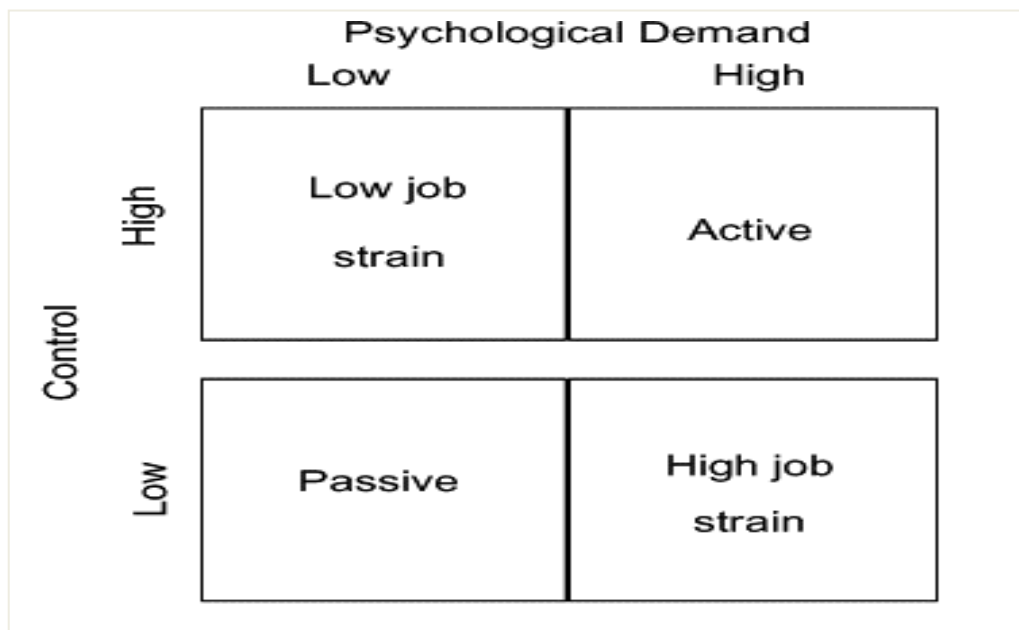 Psychological Demand
Low High
High
Low job
strain
Active
Control
Low
Passive
High job
strain